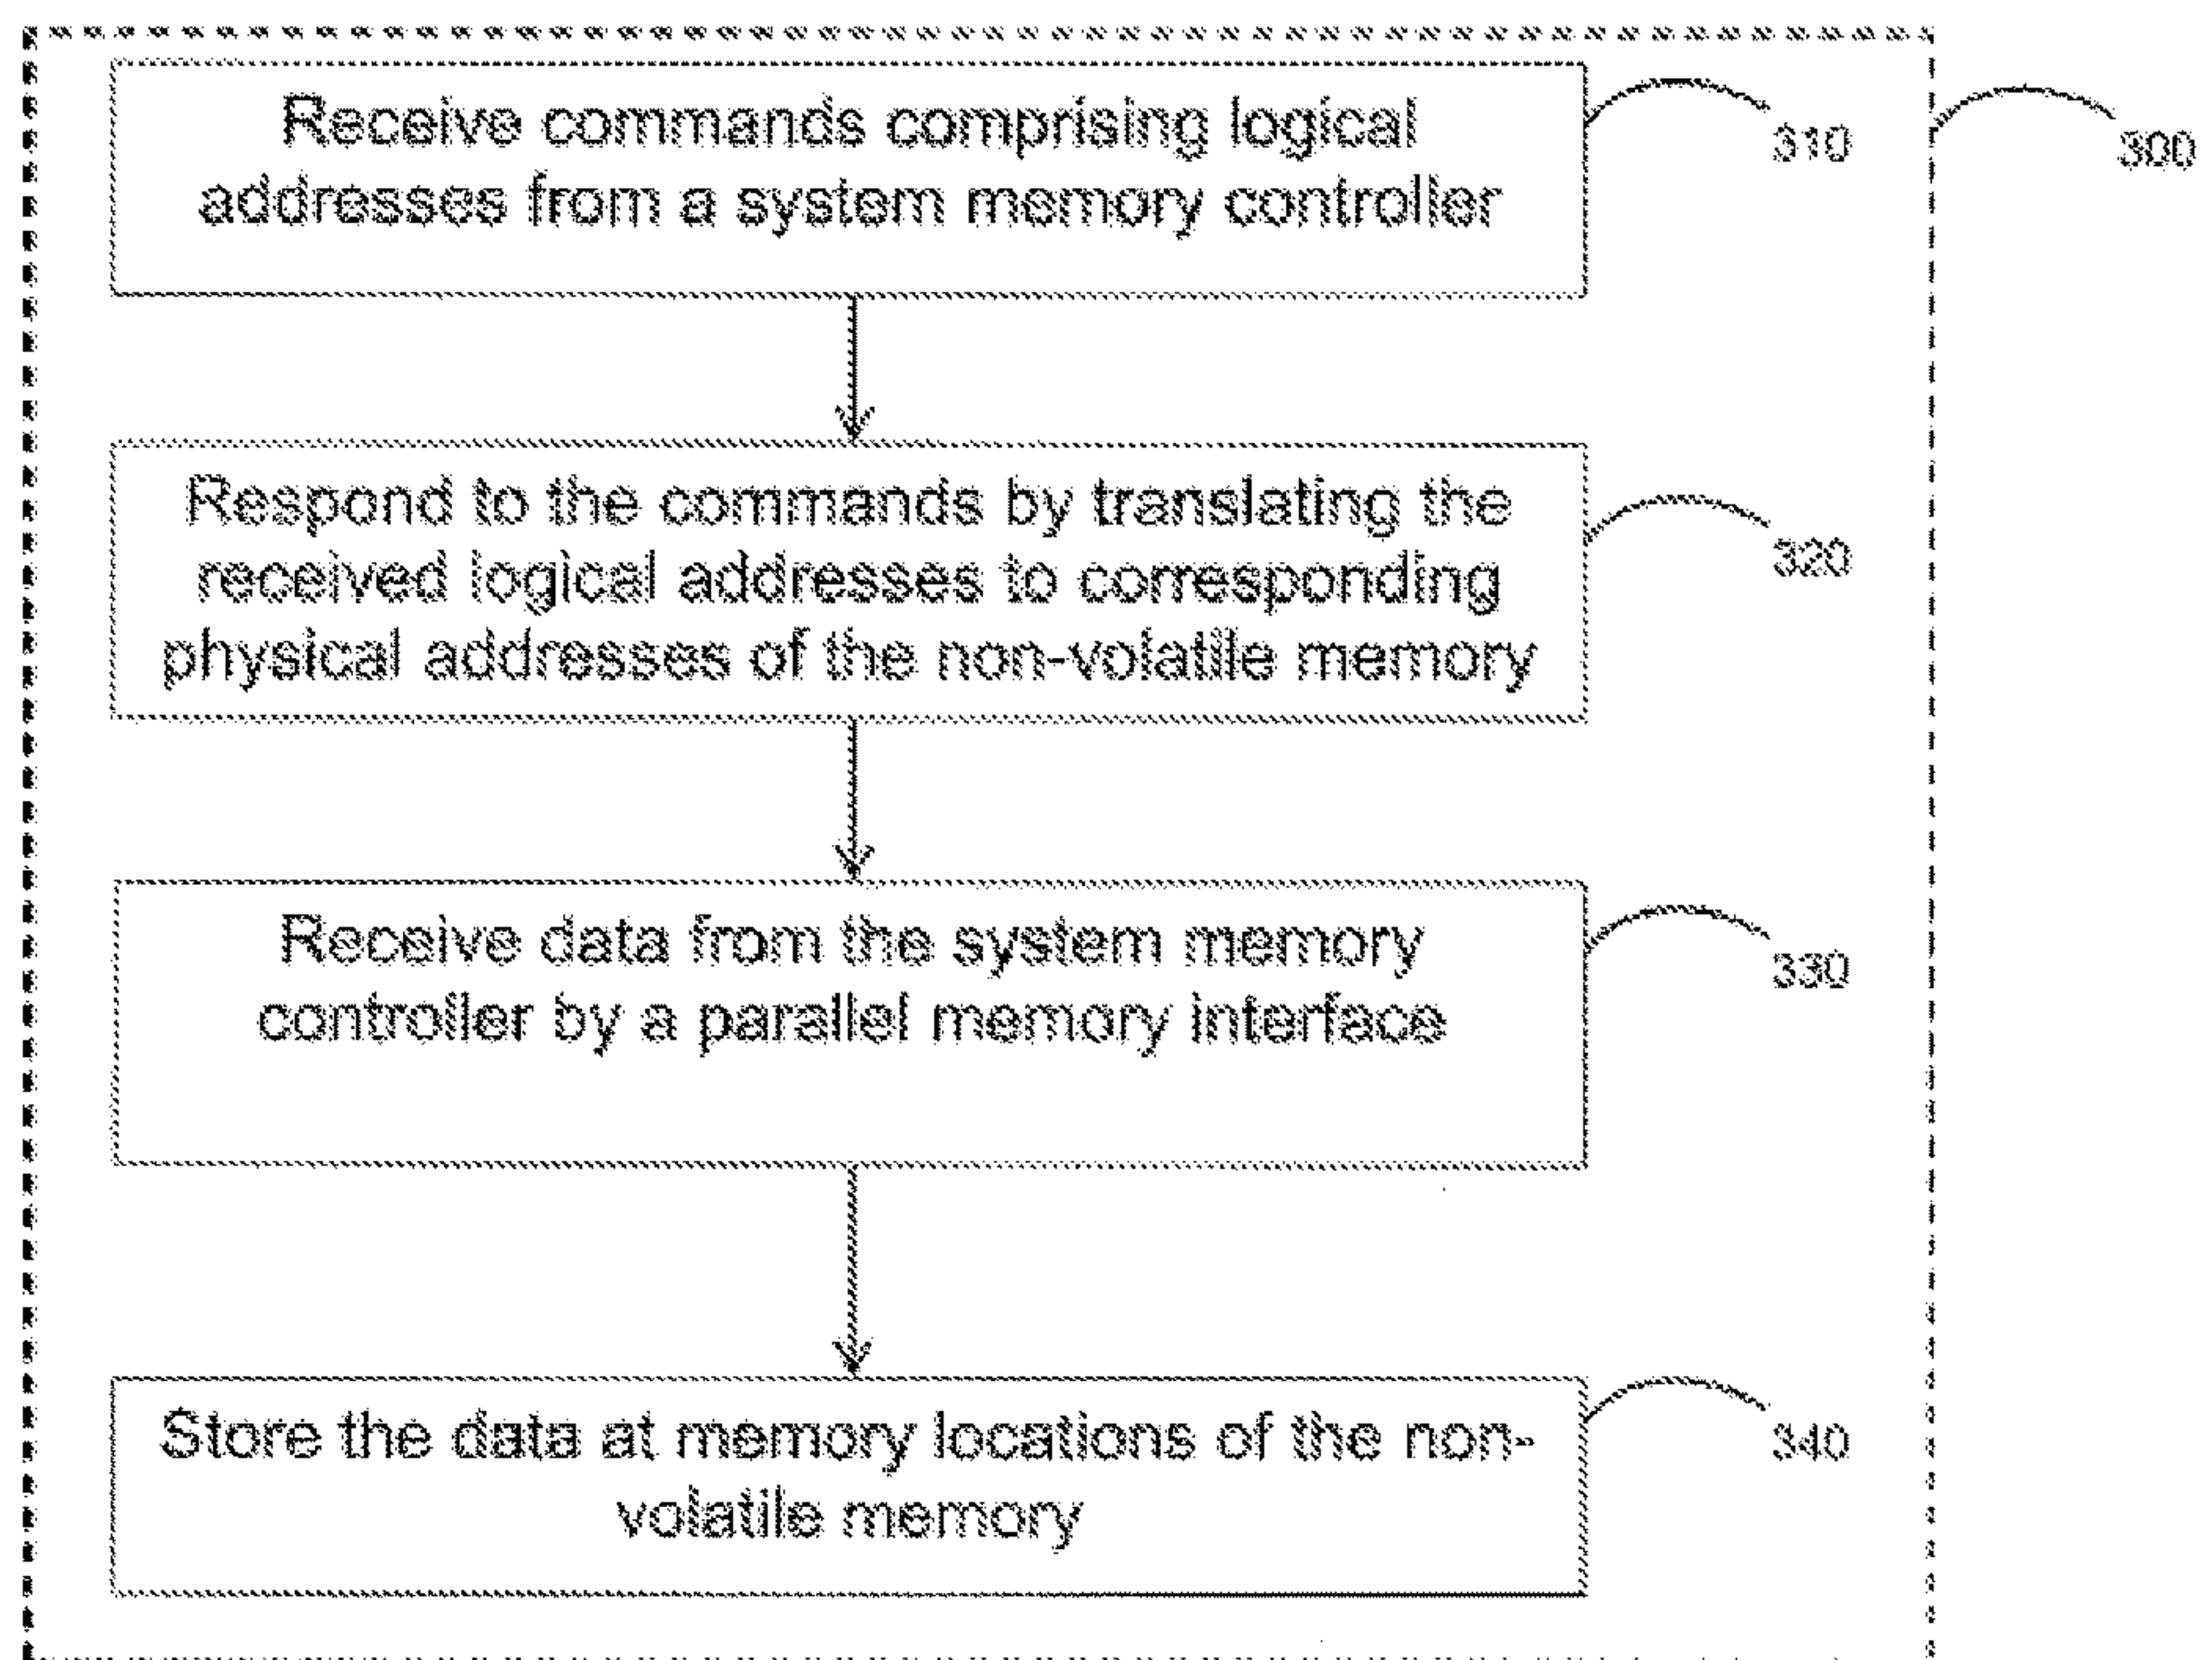 Receive commands comprising logical
addresses from a system memory controller
310
300
Respond to the commands by translating the
received logical addresses to corresponding
physical addresses of the non-volatile memory
320
Receive data from the system memory
controller by a parallel memory interface
330
Store the data at memory locations of the non-
volatile memory
340